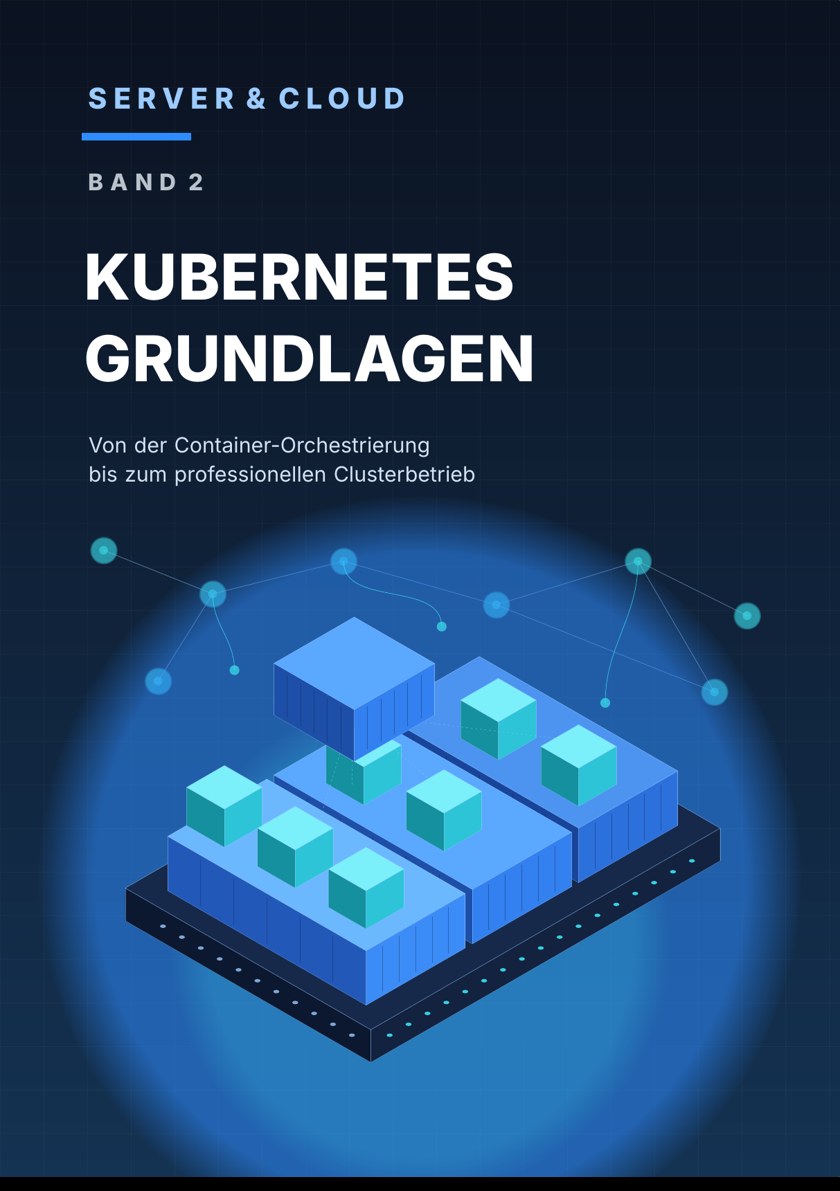 SERVER & CLOUD
BAND 2
KUBERNETES
GRUNDLAGEN
Von der Container-Orchestrierung
bis zum professionellen Clusterbetrieb